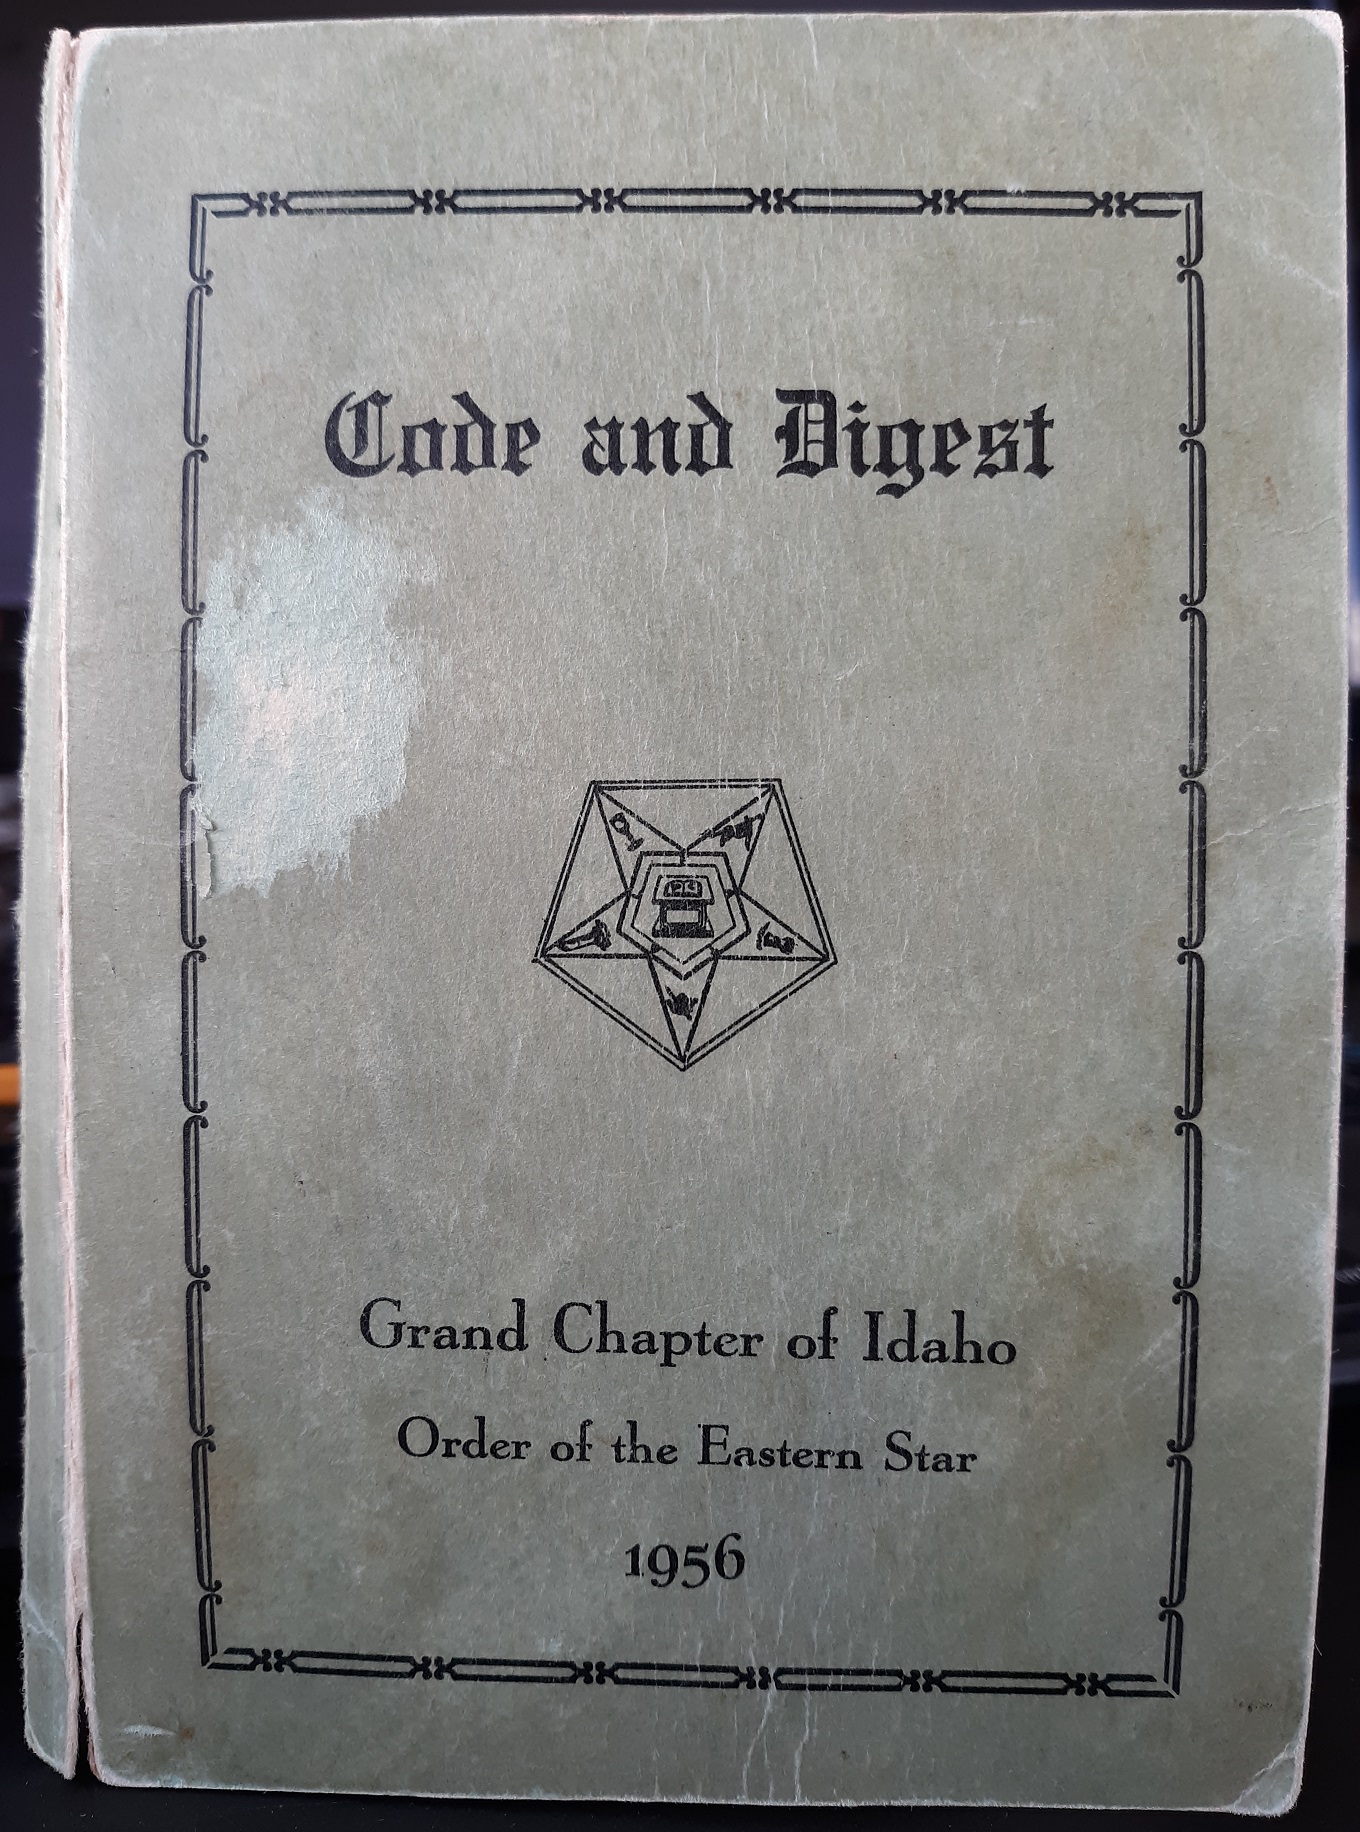 Code and Digest
Grand Chapter of Idaho
Order of the Eastern Star
1956